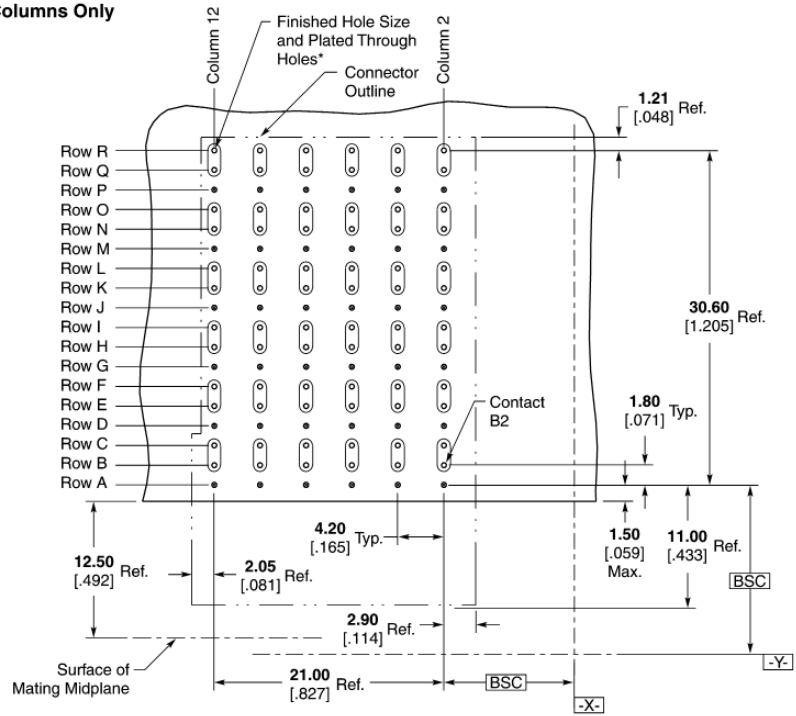 Columns Only
Column 12
Finished Hole Size
and Plated Through
Holes*
Connector
Outline
Column 2
1.21
[.048] Ref.
Row R
Row Q
Row P
Row O
Row N
Row M
Row L
Row K
Row J
Row I
Row H
Row G
Row F
Row E
Row D
Row C
Row B
Row A
30.60
[1.205] Ref.
Contact
B2
1.80
[.071] Typ.
4.20
[.165] Typ.
1.50
[.059]
Max.
11.00
[.433] Ref.
12.50
[.492] Ref.
2.05
[.081] Ref.
BSC
2.90
[.114] Ref.
Surface of
Mating Midplane
21.00
[.827] Ref.
BSC
-Y-
-X-